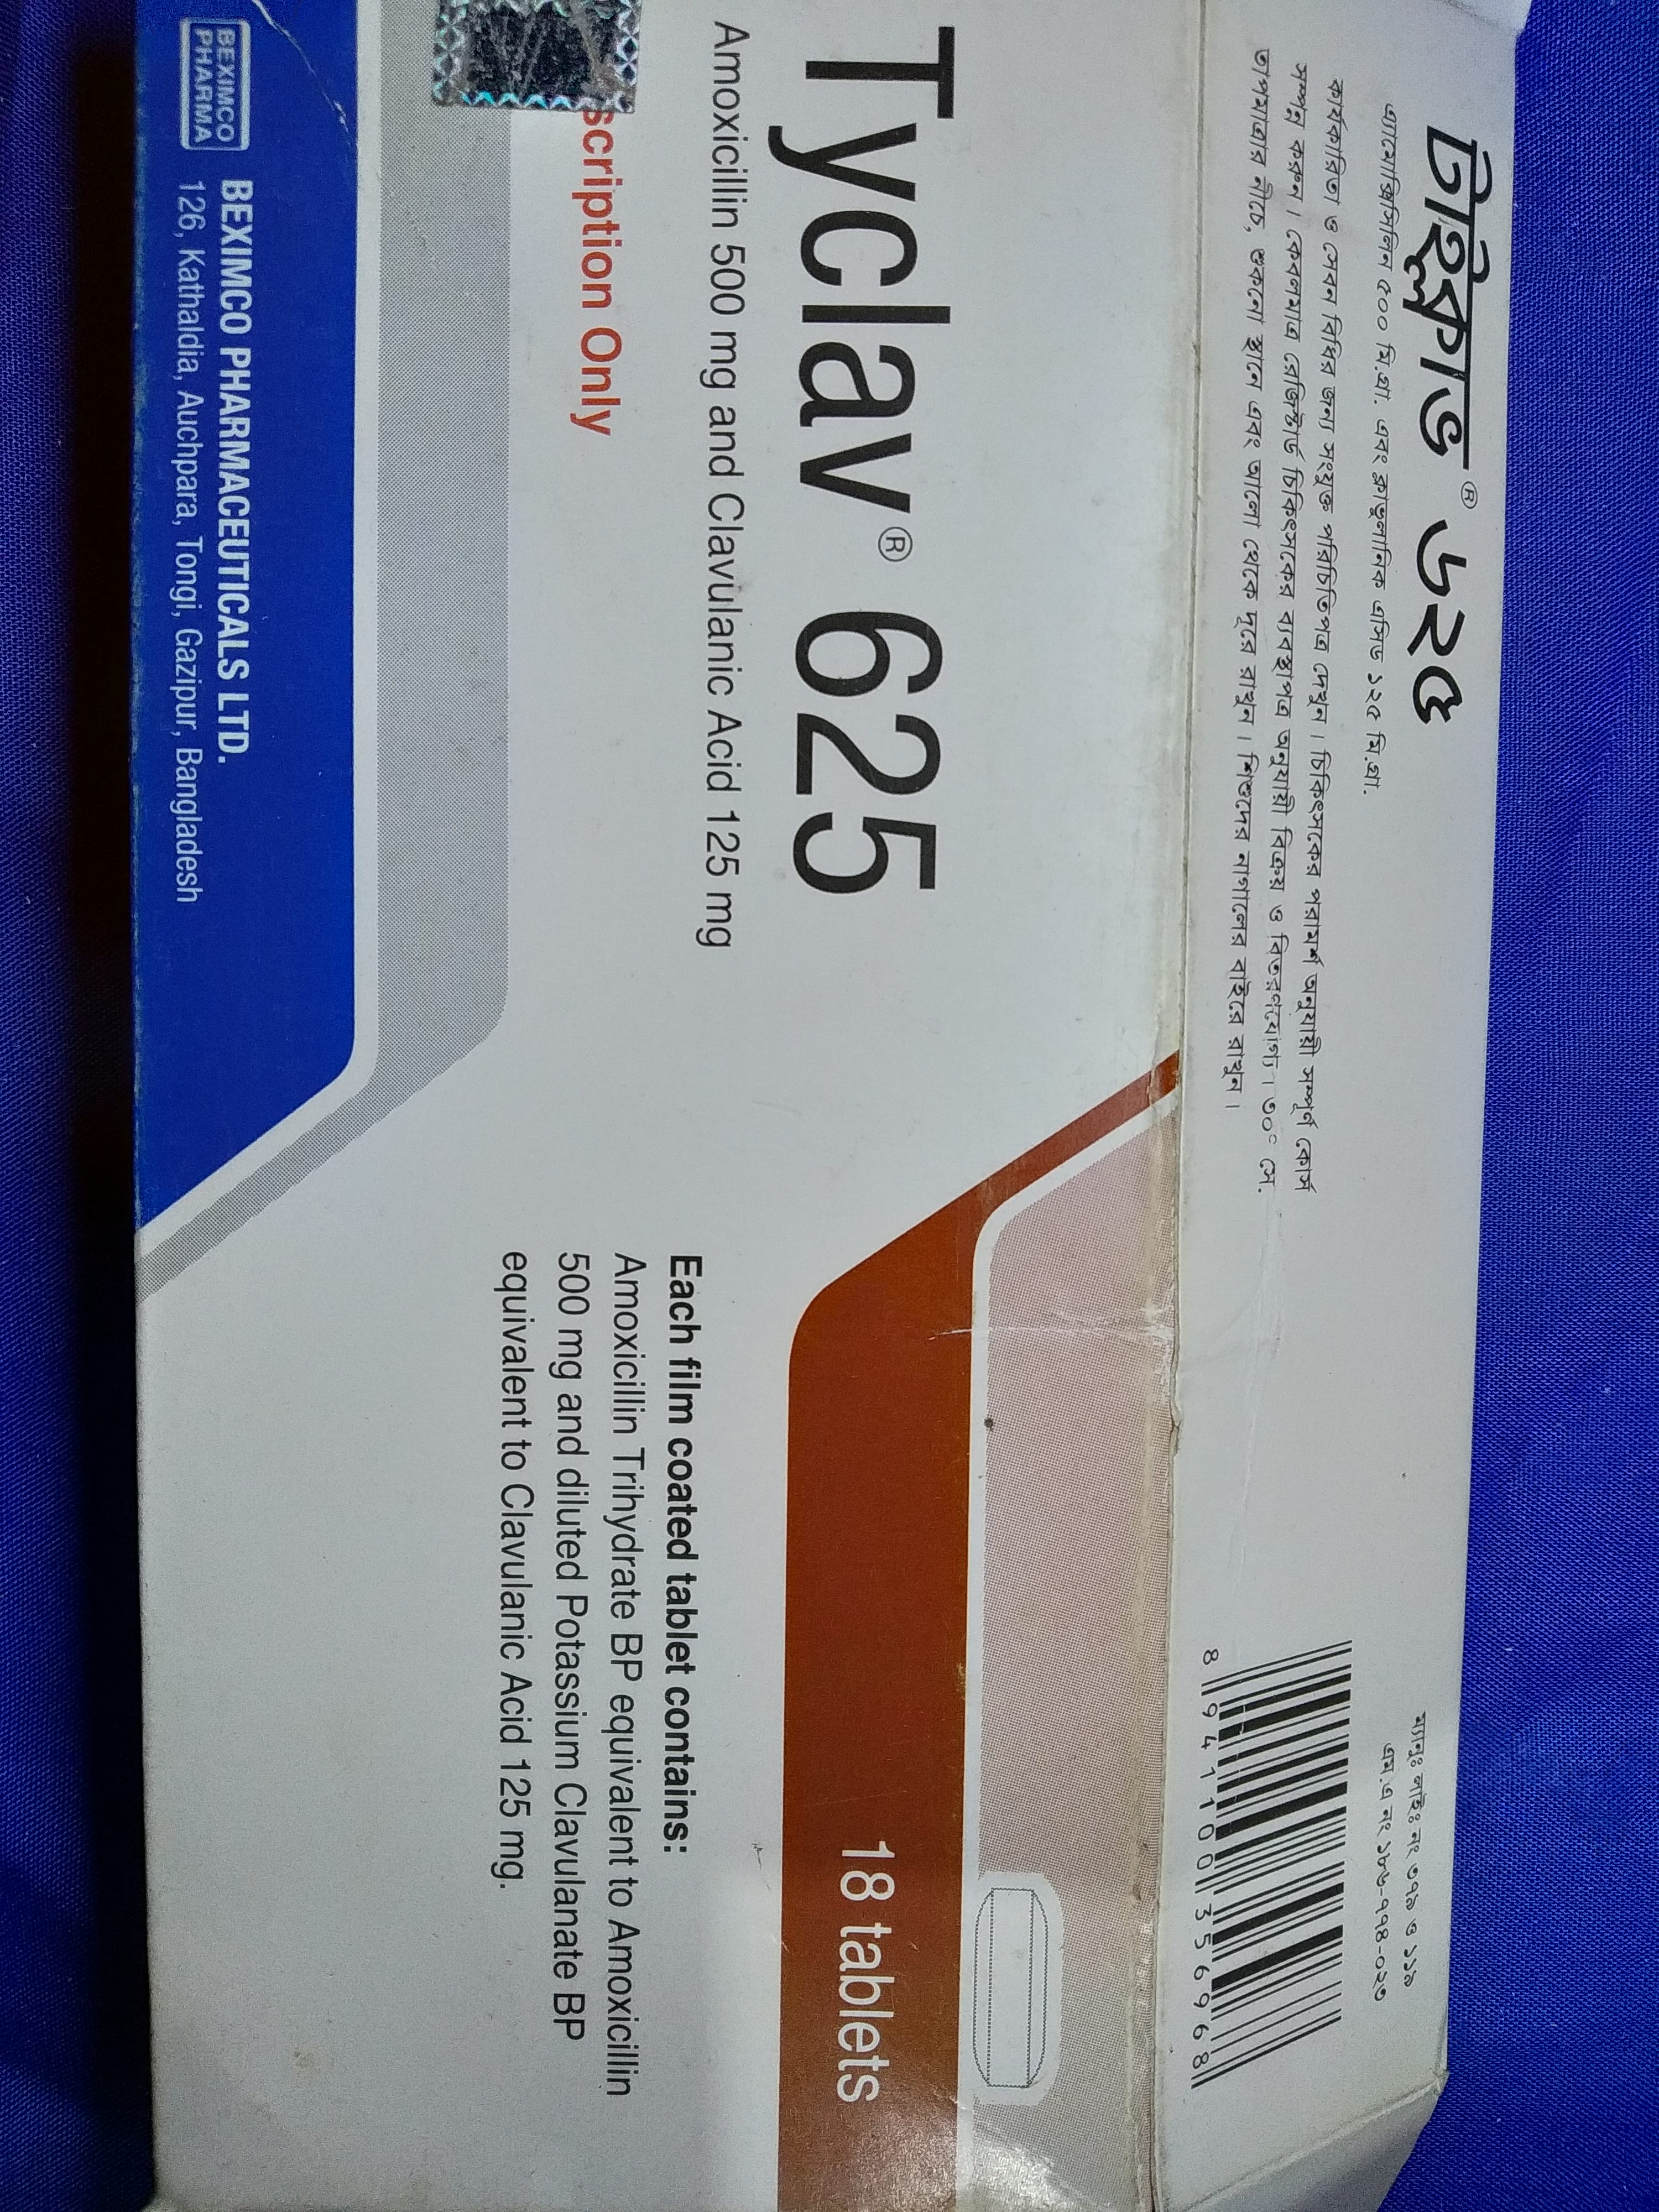 টাইক্লাভ® ৬২৫
এ্যামোক্সিসিলিন ৫০০ মি.গ্রা. এবং ক্লাভুলানিক এসিড ১২৫ মি.গ্রা.
কার্যকারিতা ও সেবন বিধির জন্য সংযুক্ত পরিচিতিপত্র দেখুন। চিকিৎসকের পরামর্শ অনুযায়ী সম্পূর্ণ কোর্স
সম্পন্ন করুন। কেবলমাত্র রেজিস্টার্ড চিকিৎসকের ব্যবস্থাপত্র অনুযায়ী বিক্রয় ও বিতরণযোগ্য। ৩০° সে.
তাপমাত্রার নীচে, শুকনো স্থানে এবং আলো থেকে দূরে রাখুন। শিশুদের নাগালের বাইরে রাখুন।
ম্যানুঃ লাইঃ নং ৩৭৯ ও ১১৯
এম.এ নং ১৮৬-৭৭৪-০২৩
8 941100 356968
Tyclav® 625
Amoxicillin 500 mg and Clavulanic Acid 125 mg
scription Only
18 tablets
Each film coated tablet contains:
Amoxicillin Trihydrate BP equivalent to Amoxicillin
500 mg and diluted Potassium Clavulanate BP
equivalent to Clavulanic Acid 125 mg.
BEXIMCO
PHARMA
BEXIMCO PHARMACEUTICALS LTD.
126, Kathaldia, Auchpara, Tongi, Gazipur, Bangladesh